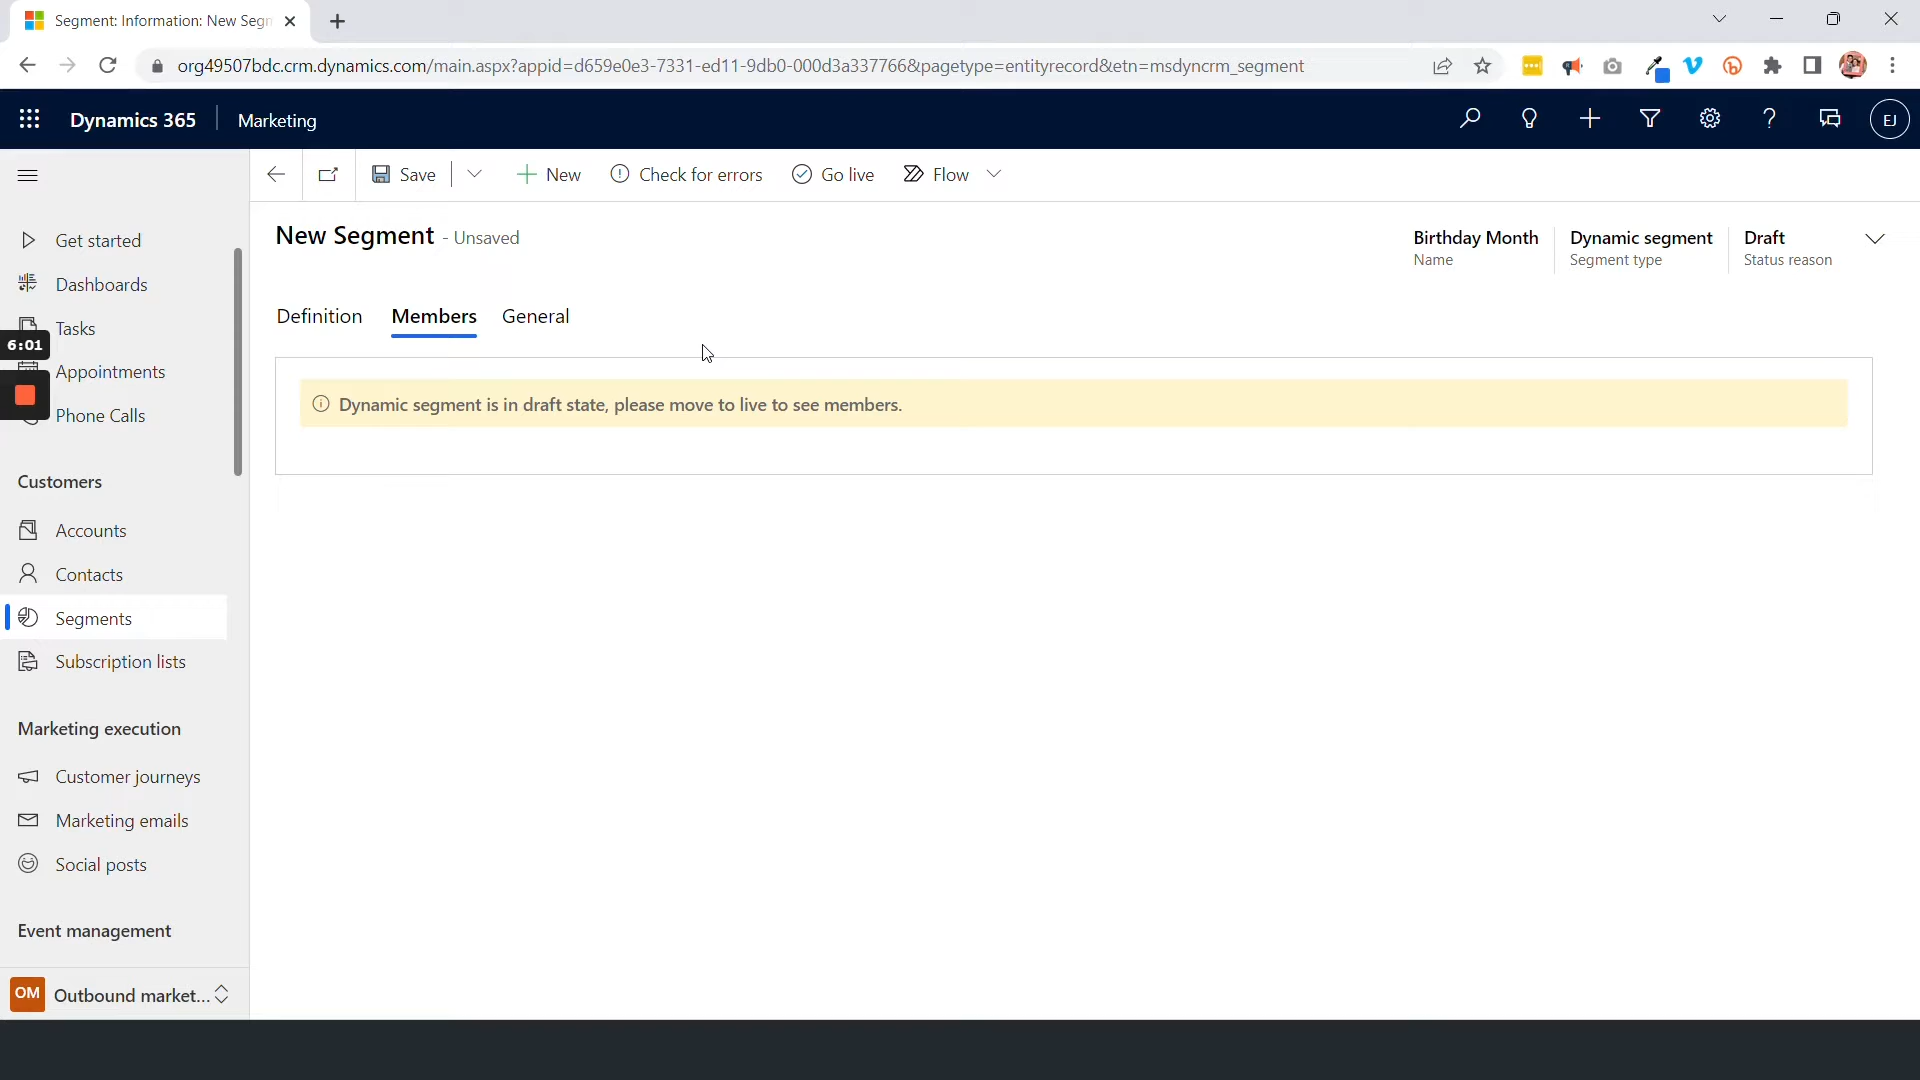 Segment: Information: New Segm
org49507bdc.crm.dynamics.com/main.aspx?appid=d659e0e3-7331-ed11-9db0-000d3a337766&pagetype=entityrecord&etn=msdyncrm_segment
Dynamics 365 Marketing
EJ
Save
New
Check for errors
Go live
Flow
New Segment - Unsaved
Birthday Month
Name
Dynamic segment
Segment type
Draft
Status reason
Definition
Members
General
Dynamic segment is in draft state, please move to live to see members.
Get started
Dashboards
Tasks
6:01
Appointments
Phone Calls
Customers
Accounts
Contacts
Segments
Subscription lists
Marketing execution
Customer journeys
Marketing emails
Social posts
Event management
OM Outbound market...